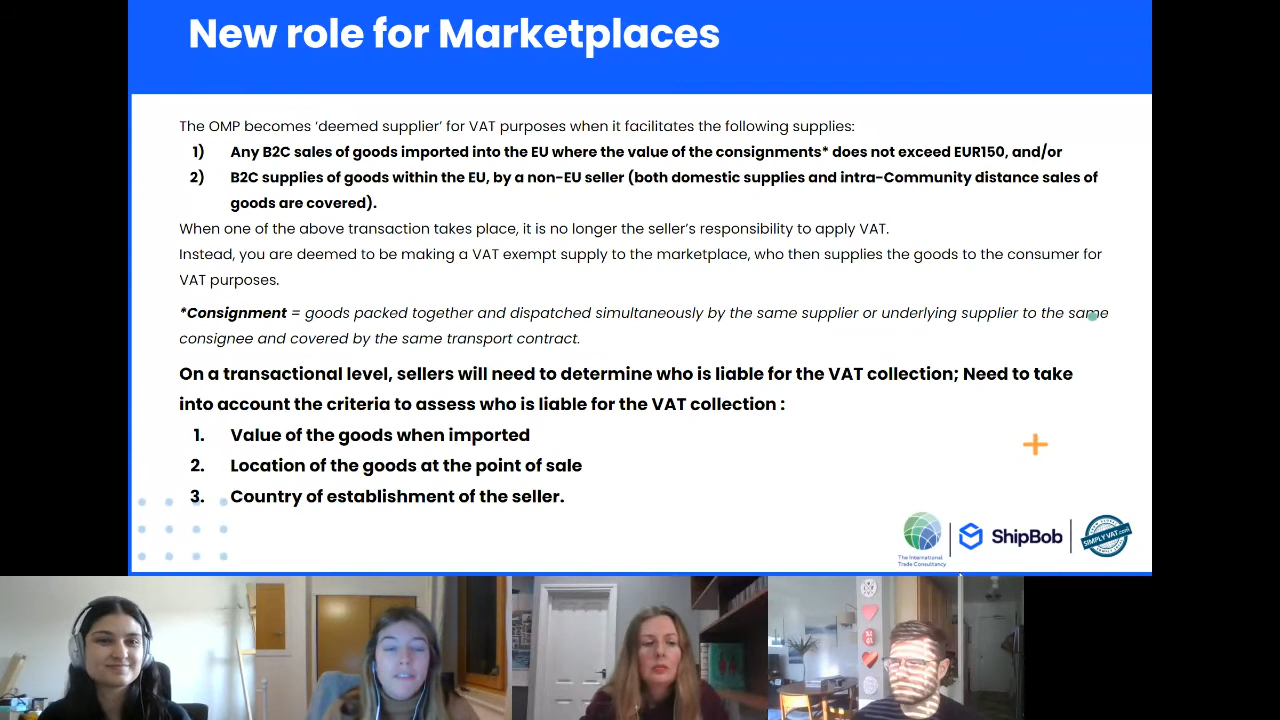 New role for Marketplaces
The OMP becomes ‘deemed supplier’ for VAT purposes when it facilitates the following supplies:
1) Any B2C sales of goods imported into the EU where the value of the consignments* does not exceed EUR150, and/or
2) B2C supplies of goods within the EU, by a non-EU seller (both domestic supplies and intra-Community distance sales of
goods are covered).
When one of the above transaction takes place, it is no longer the seller’s responsibility to apply VAT.
Instead, you are deemed to be making a VAT exempt supply to the marketplace, who then supplies the goods to the consumer for
VAT purposes.
*Consignment = goods packed together and dispatched simultaneously by the same supplier or underlying supplier to the same
consignee and covered by the same transport contract.
On a transactional level, sellers will need to determine who is liable for the VAT collection; Need to take
into account the criteria to assess who is liable for the VAT collection :
1. Value of the goods when imported
2. Location of the goods at the point of sale
3. Country of establishment of the seller.
The International
Trade Consultancy
ShipBob
SIMPLYVAT.com